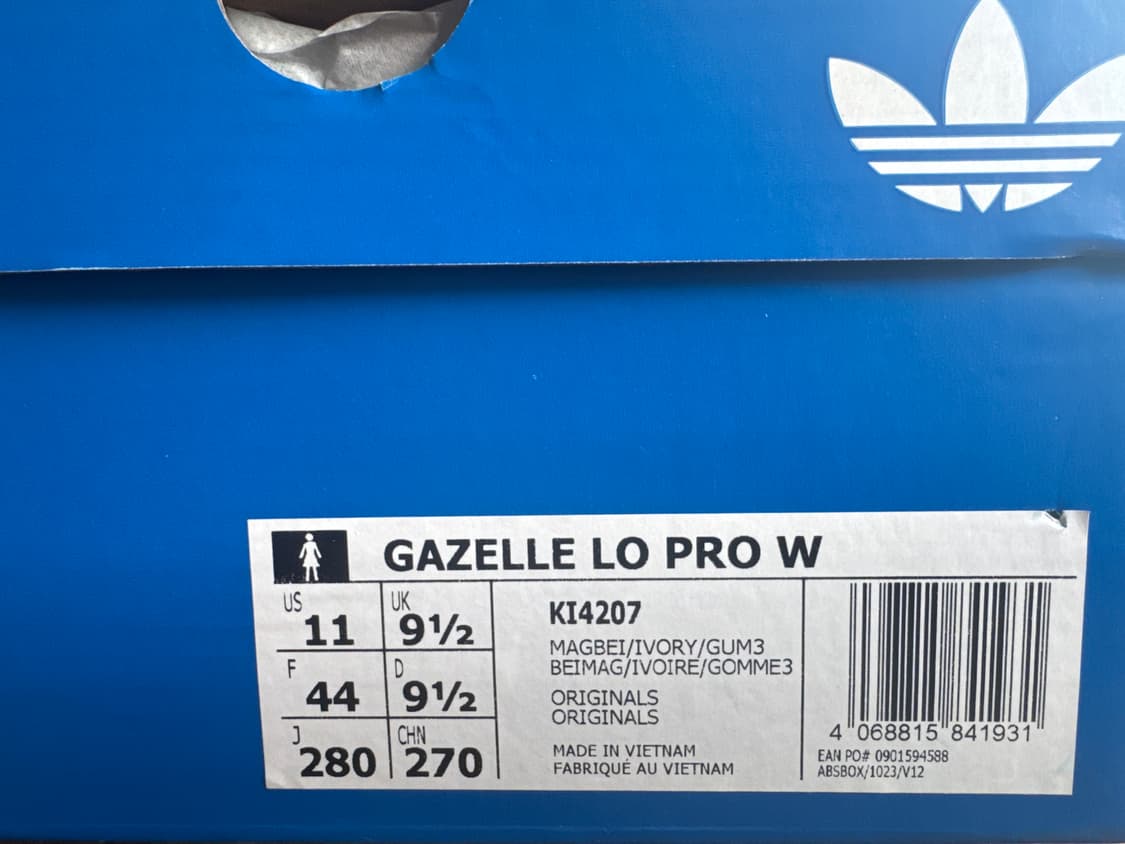 GAZELLE LO PRO W
US 11 UK 9½
F 44 D 9½
J 280 CHN 270
KI4207
MAGBEI/IVORY/GUM3
BEIMAG/IVOIRE/GOMME3
ORIGINALS
ORIGINALS
MADE IN VIETNAM
FABRIQUÉ AU VIETNAM
4 068815 841931
EAN PO# 0901594588
ABSBOX/1023/V12